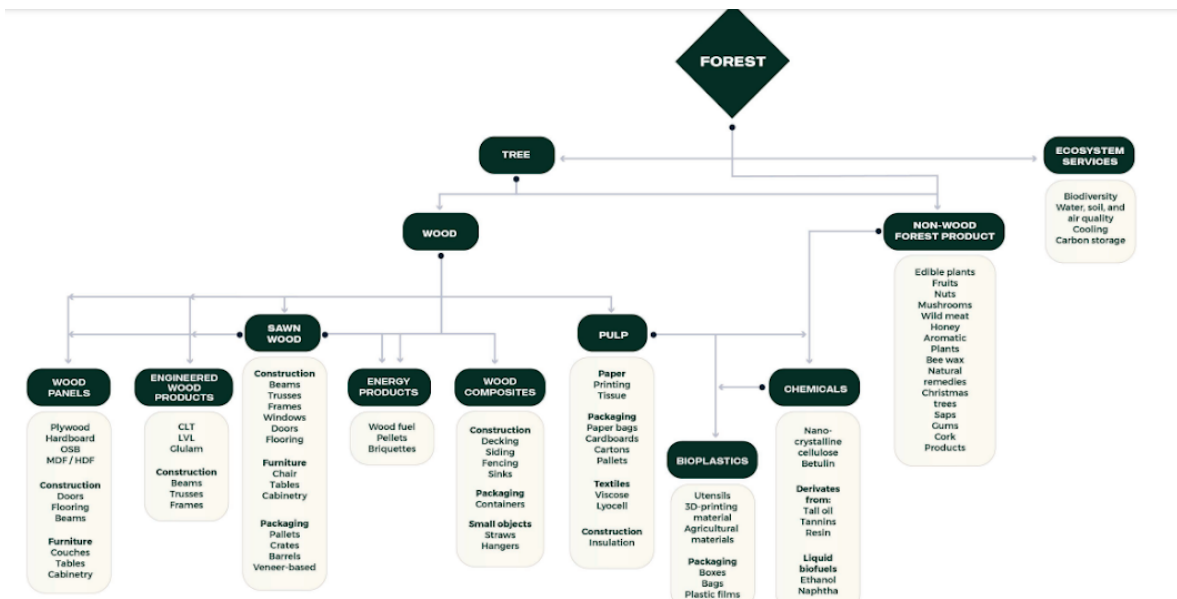 FOREST
TREE
ECOSYSTEM
SERVICES
Biodiversity
Water, soil, and
air quality
Cooling
Carbon storage
WOOD
NON-WOOD
FOREST PRODUCT
Edible plants
Fruits
Nuts
Mushrooms
Wild meat
Honey
Aromatic
Plants
Bee wax
Natural
remedies
Christmas
trees
Saps
Gums
Cork
Products
WOOD
PANELS
Plywood
Hardboard
OSB
MDF / HDF
Construction
Doors
Flooring
Beams
Furniture
Couches
Tables
Cabinetry
ENGINEERED
WOOD
PRODUCTS
CLT
LVL
Glulam
Construction
Beams
Trusses
Frames
SAWN
WOOD
Construction
Beams
Trusses
Frames
Windows
Doors
Flooring
Furniture
Chair
Tables
Cabinetry
Packaging
Pallets
Crates
Barrels
Veneer-based
ENERGY
PRODUCTS
Wood fuel
Pellets
Briquettes
WOOD
COMPOSITES
Construction
Decking
Siding
Fencing
Sinks
Packaging
Containers
Small objects
Straws
Hangers
PULP
Paper
Printing
Tissue
Packaging
Paper bags
Cardboards
Cartons
Pallets
Textiles
Viscose
Lyocell
Construction
Insulation
BIOPLASTICS
Utensils
3D-printing
material
Agricultural
materials
Packaging
Boxes
Bags
Plastic films
CHEMICALS
Nano-
crystalline
cellulose
Betulin
Derivates
from:
Tall oil
Tannins
Resin
Liquid
biofuels
Ethanol
Naphtha